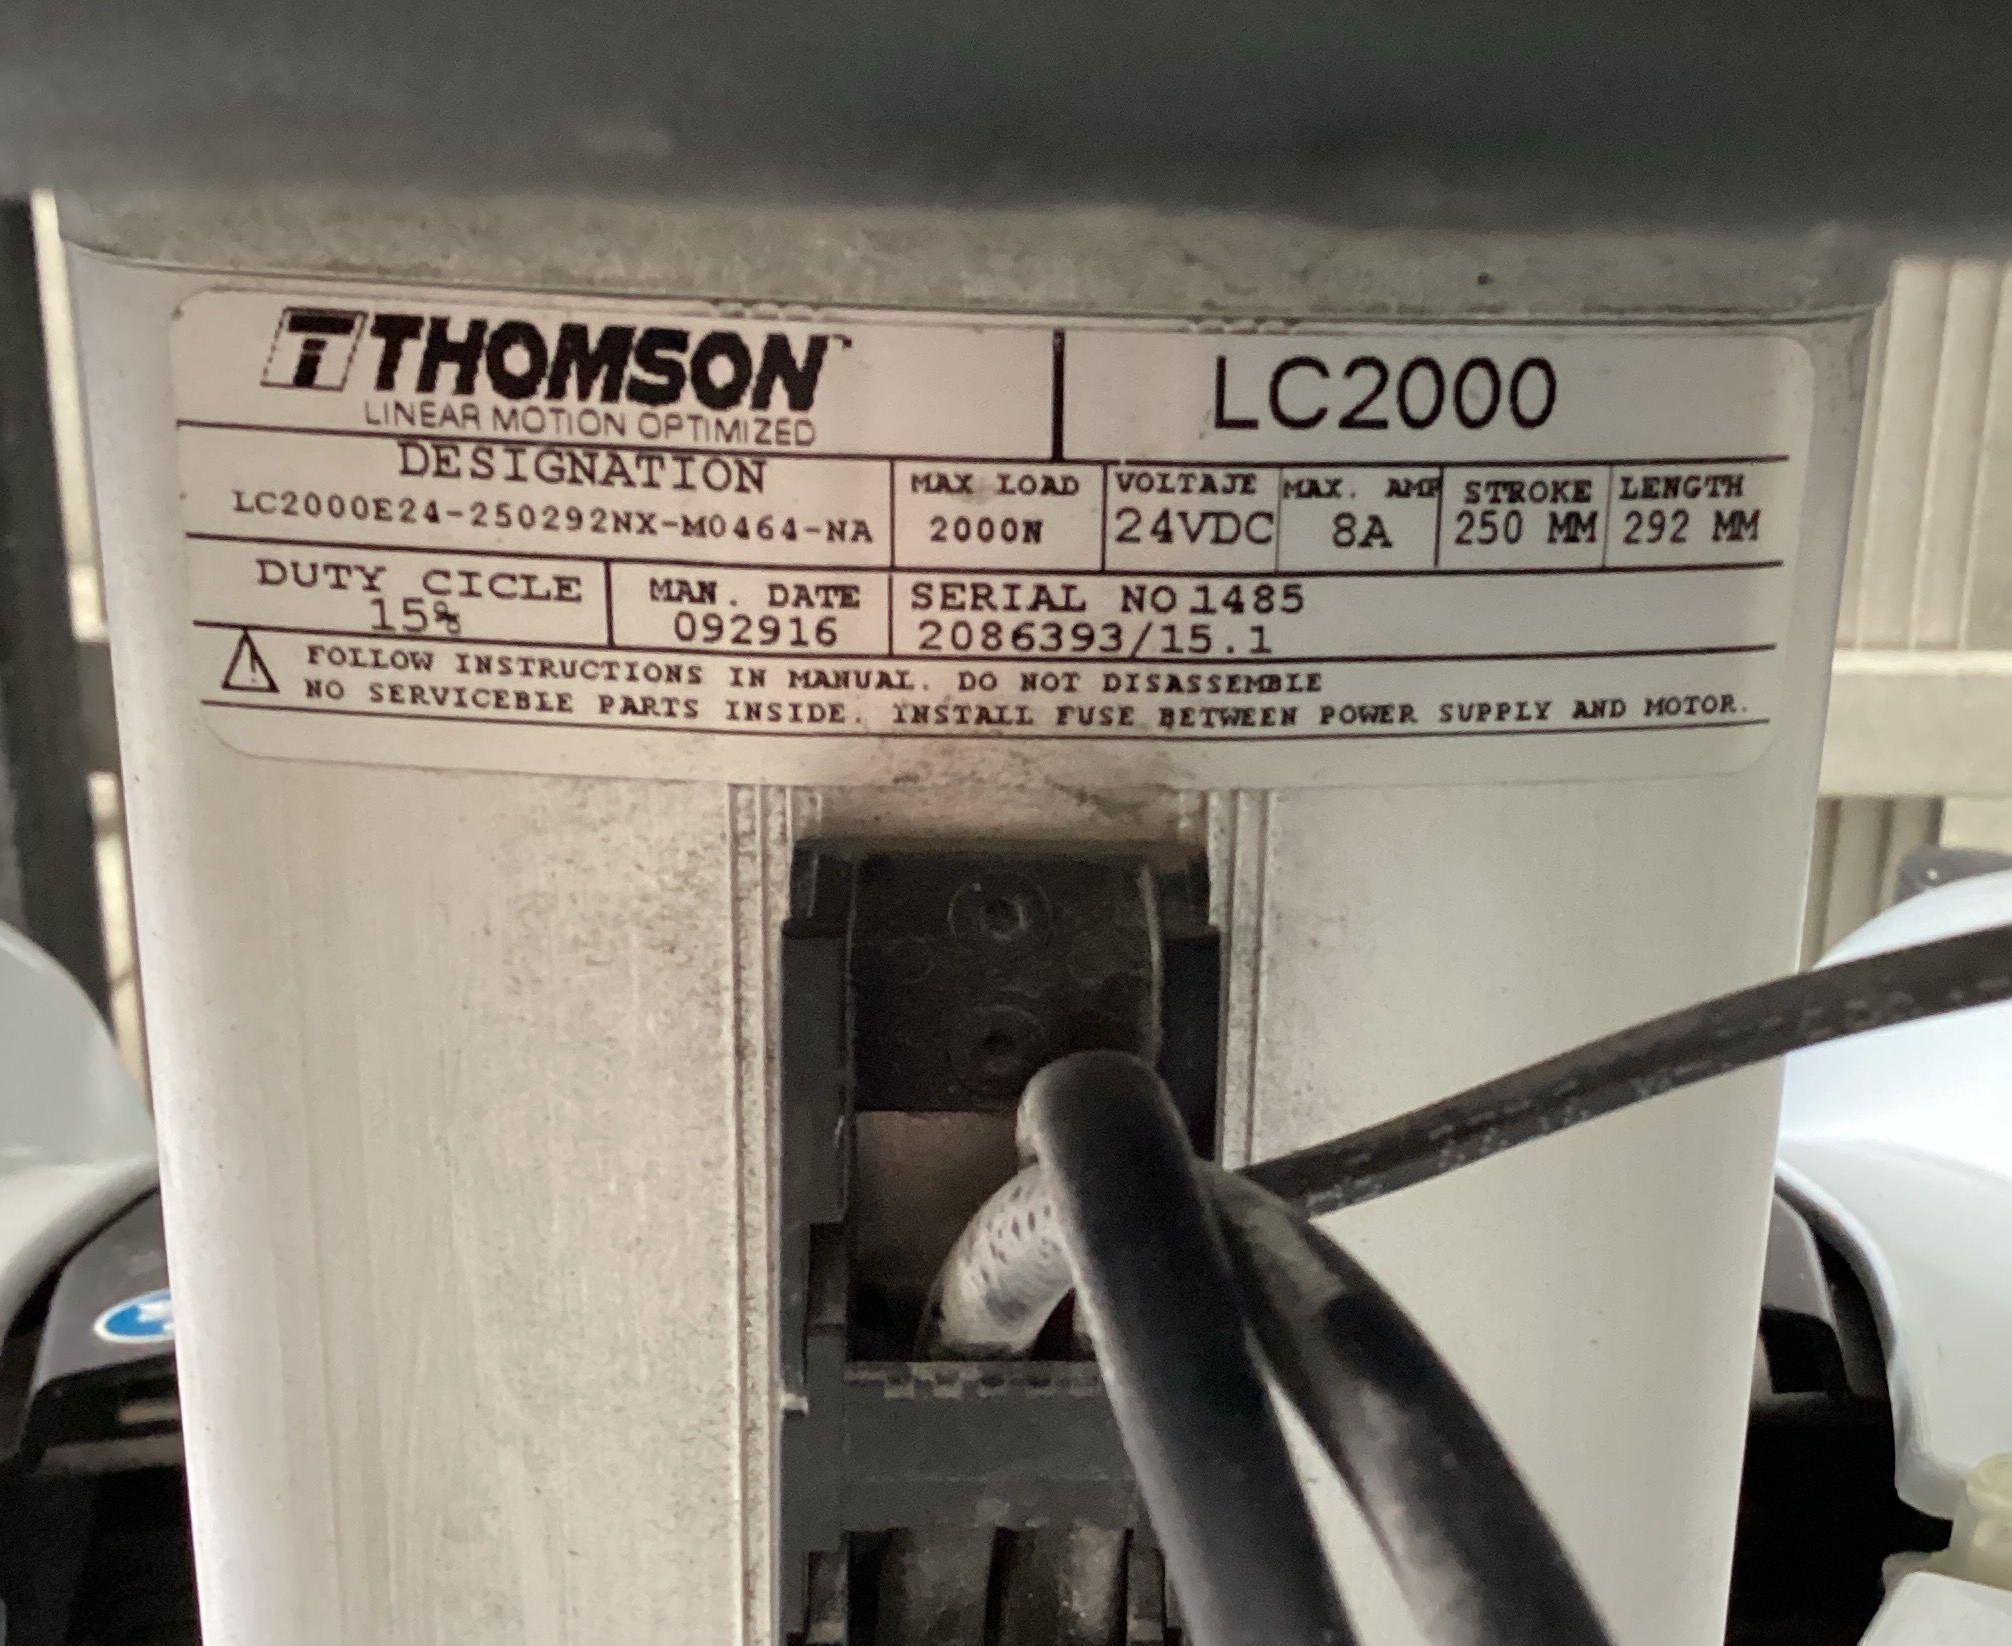 THOMSON™
LINEAR MOTION OPTIMIZED
LC2000
DESIGNATION
LC2000E24-250292NX-M0464-NA
MAX LOAD
2000N
VOLTAJE
24VDC
MAX. AMP
8A
STROKE
250 MM
LENGTH
292 MM
DUTY CICLE
15%
MAN. DATE
092916
SERIAL NO 1485
2086393/15.1
FOLLOW INSTRUCTIONS IN MANUAL. DO NOT DISASSEMBLE
NO SERVICEBLE PARTS INSIDE. INSTALL FUSE BETWEEN POWER SUPPLY AND MOTOR.